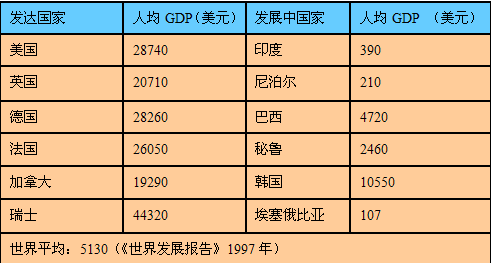 发达国家 人均 GDP（美元） 发展中国家 人均 GDP （美元）
美国 28740 印度 390
英国 20710 尼泊尔 210
德国 28260 巴西 4720
法国 26050 秘鲁 2460
加拿大 19290 韩国 10550
瑞士 44320 埃塞俄比亚 107
世界平均：5130（《世界发展报告》1997 年）